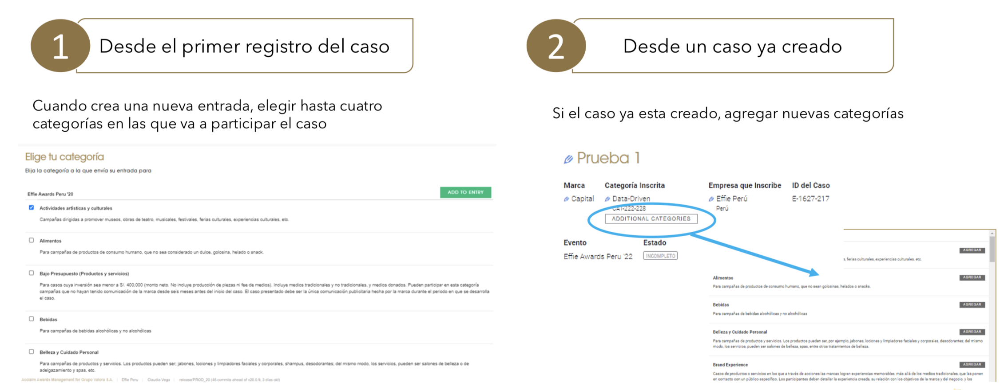 1
Desde el primer registro del caso
Cuando crea una nueva entrada, elegir hasta cuatro
categorías en las que va a participar el caso
Elige tu categoría
Elija la categoría a la que envía su entrada para
Effie Awards Peru '20
ADD TO ENTRY
Actividades artísticas y culturales
Campañas dirigidas a promover museos, obras de teatro, musicales, festivales, ferias culturales, experiencias culturales, etc.
Alimentos
Para campañas de productos de consumo humano, que no sea considerado un dulce, golosina, helado o snack.
Bajo Presupuesto (Productos y servicios)
Para casos cuya inversión sea menor a S/. 400,000 (monto neto. No incluye producción de piezas ni fee de medios). Incluye medios tradicionales y no tradicionales, y medios donados. Pueden participar en esta categoría
campañas que no hayan tenido comunicación de la marca desde seis meses antes del inicio del caso. El caso presentado debe ser la única comunicación publicitaria hecha por la marca durante el periodo en que se desarrolla
el caso.
Bebidas
Para campañas de bebidas alcohólicas y no alcohólicas
Belleza y Cuidado Personal
Para campañas de productos y servicios. Los productos pueden ser; jabones, lociones y limpiadores faciales y corporales, shampus, desodorantes; del mismo modo, los servicios, pueden ser salones de belleza o de
adelgazamiento y spas, etc.
Acclaim Awards Management for Grupo Valora S.A. | Effie Peru | Claudia Vega | release/PROD_20 (46 commits ahead of v20.0.9, 3 días old)
2
Desde un caso ya creado
Si el caso ya esta creado, agregar nuevas categorías
Prueba 1
Marca Categoría Inscrita Empresa que Inscribe ID del Caso
Capital Data-Driven Effie Perú E-1627-217
CAT-222-228 Perú
ADDITIONAL CATEGORIES
Evento Estado
Effie Awards Peru '22 INCOMPLETO
AGREGAR
s, ferias culturales, experiencias culturales, etc.
Alimentos AGREGAR
Para campañas de productos de consumo humano, que no sean golosinas, helados o snacks.
Bebidas AGREGAR
Para campañas de bebidas alcohólicas y no alcohólicas
Belleza y Cuidado Personal AGREGAR
Para campañas de productos y servicios. Los productos pueden ser, por ejemplo, jabones, lociones y limpiadores faciales y corporales, desodorantes; del mismo
modo, los servicios, pueden ser salones de belleza, spas, entre otros tratamientos de belleza.
Brand Experience AGREGAR
Casos de productos o servicios en los que a través de acciones las marcas logran experiencias memorables, más allá de los medios tradicionales, que las ponen
en contacto con un público específico. Los participantes deben detallar la experiencia creada, su relación con los objetivos de la marca y del negocio, y los